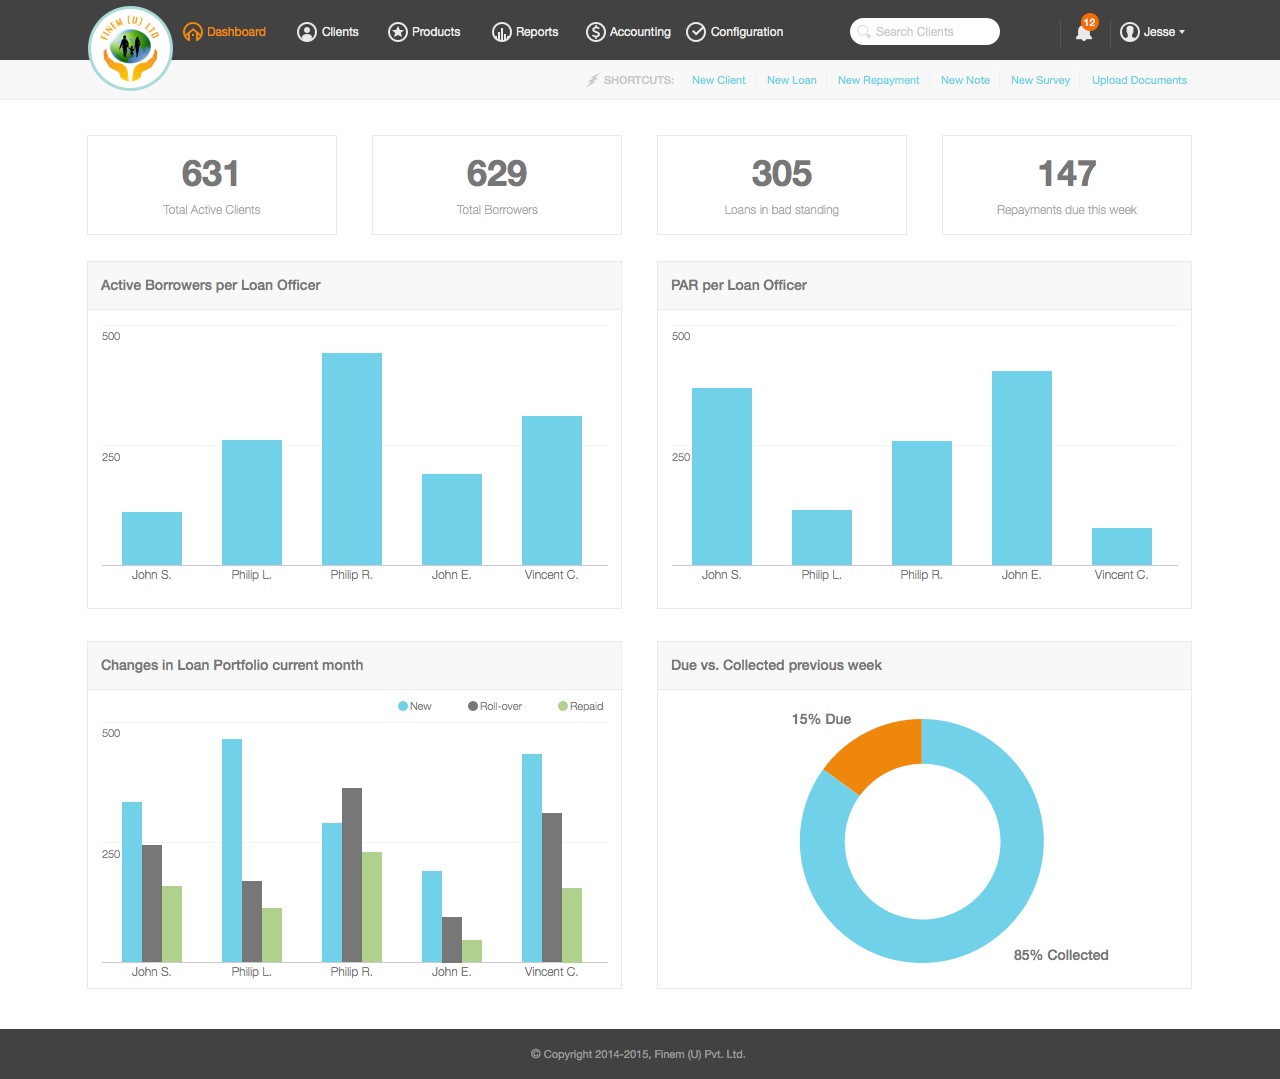 FINEM (U) LTD
Dashboard Clients Products Reports Accounting Configuration Search Clients 12 Jesse
SHORTCUTS: New Client New Loan New Repayment New Note New Survey Upload Documents
631 629 305 147
Total Active Clients Total Borrowers Loans in bad standing Repayments due this week
Active Borrowers per Loan Officer
500
250
John S. Philip L. Philip R. John E. Vincent C.
PAR per Loan Officer
500
250
John S. Philip L. Philip R. John E. Vincent C.
Changes in Loan Portfolio current month
New Roll-over Repaid
500
250
John S. Philip L. Philip R. John E. Vincent C.
Due vs. Collected previous week
15% Due
85% Collected
© Copyright 2014-2015, Finem (U) Pvt. Ltd.